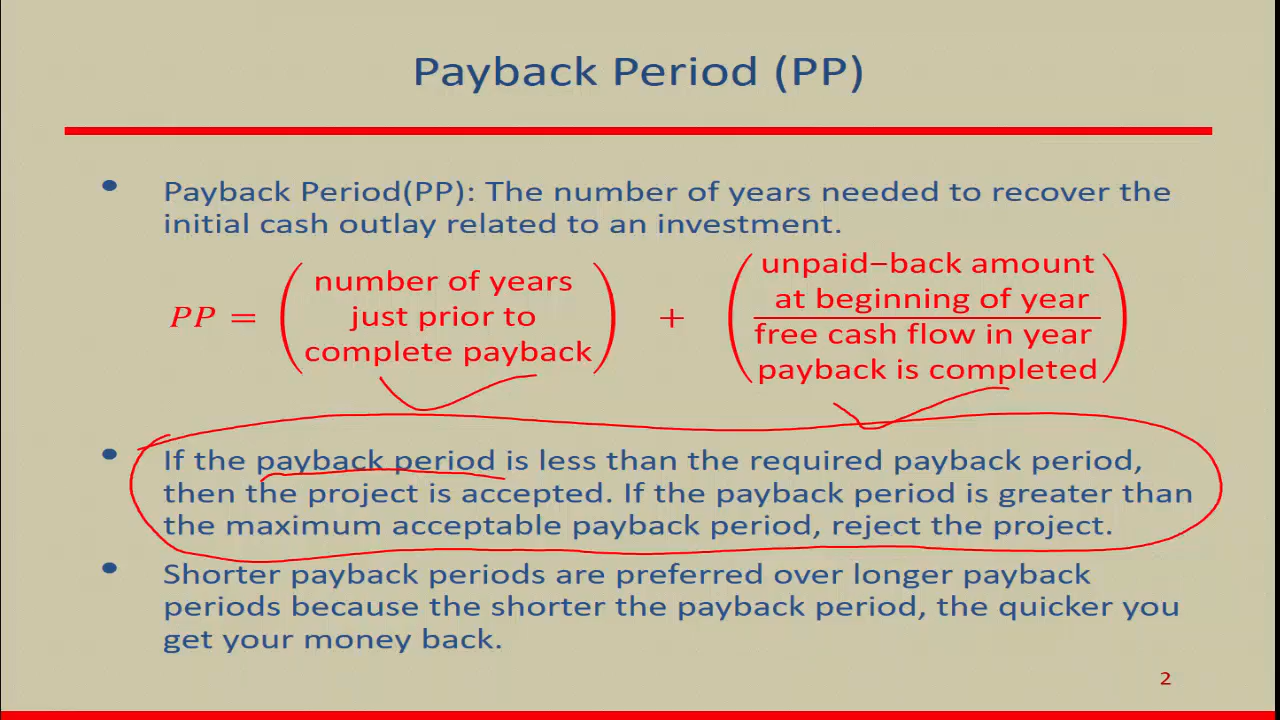 Payback Period (PP)
• Payback Period(PP): The number of years needed to recover the
initial cash outlay related to an investment.
PP = (number of years just prior to complete payback) + (unpaid–back amount at beginning of year / free cash flow in year payback is completed)
• If the payback period is less than the required payback period,
then the project is accepted. If the payback period is greater than
the maximum acceptable payback period, reject the project.
• Shorter payback periods are preferred over longer payback
periods because the shorter the payback period, the quicker you
get your money back.
2